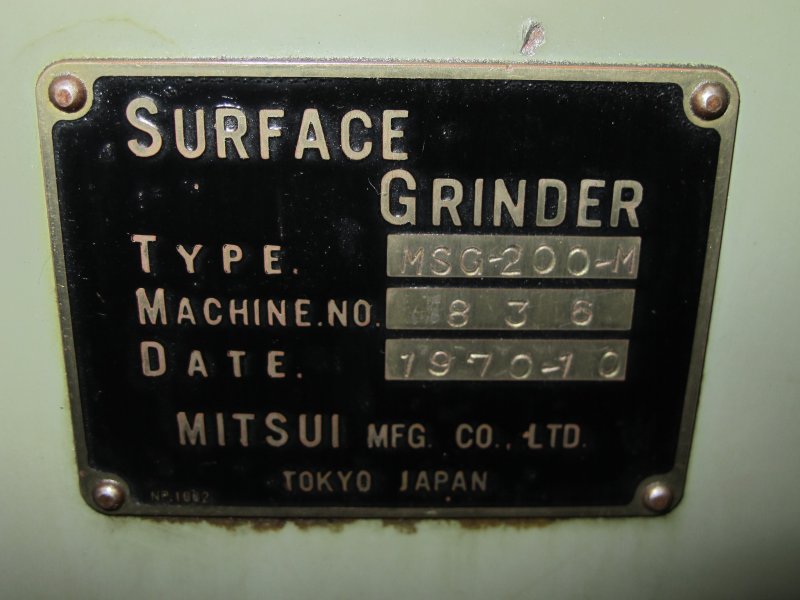 SURFACE
GRINDER
TYPE. MSG-200-M
MACHINE.NO. 836
DATE. 1970-10
MITSUI MFG. CO., LTD.
TOKYO JAPAN